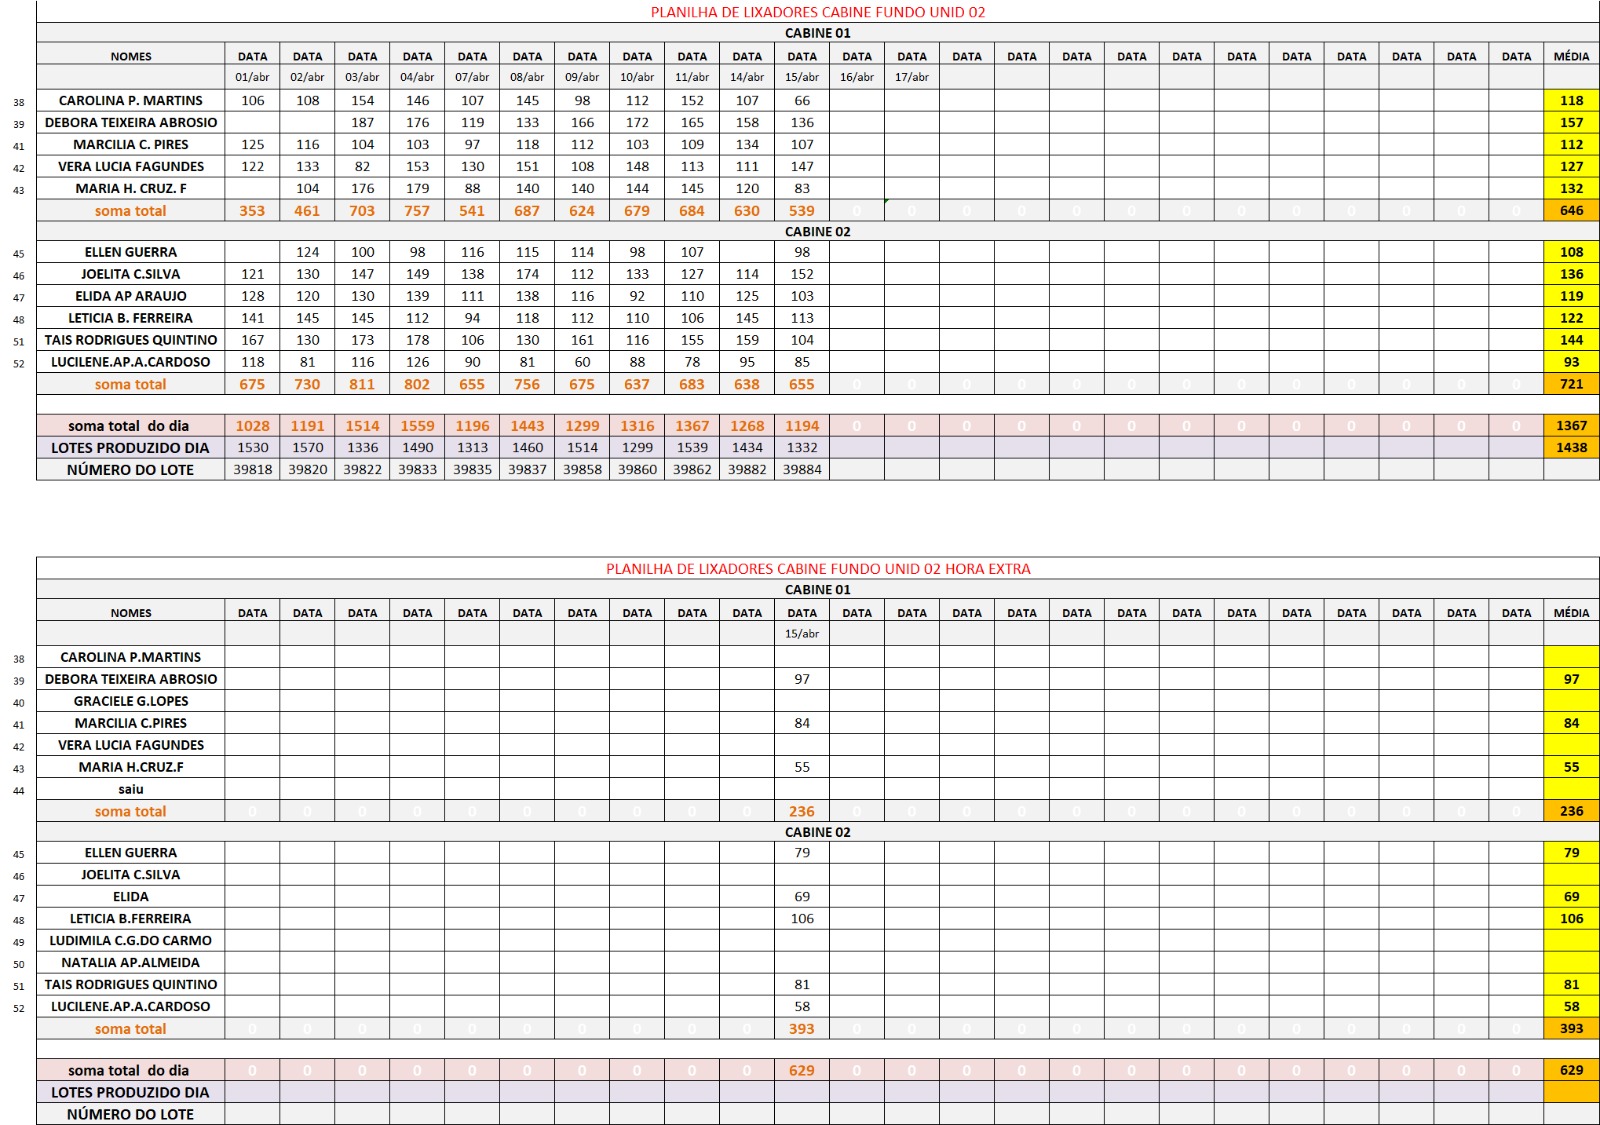 PLANILHA DE LIXADORES CABINE FUNDO UNID 02
CABINE 01
NOMES DATA DATA DATA DATA DATA DATA DATA DATA DATA DATA DATA DATA DATA DATA DATA DATA DATA DATA DATA DATA DATA DATA DATA DATA MÉDIA
01/abr 02/abr 03/abr 04/abr 07/abr 08/abr 09/abr 10/abr 11/abr 14/abr 15/abr 16/abr 17/abr
38 CAROLINA P. MARTINS 106 108 154 146 107 145 98 112 152 107 66 118
39 DEBORA TEIXEIRA ABROSIO 187 176 119 133 166 172 165 158 136 157
41 MARCILIA C. PIRES 125 116 104 103 97 118 112 103 109 134 107 112
42 VERA LUCIA FAGUNDES 122 133 82 153 130 151 108 148 113 111 147 127
43 MARIA H. CRUZ. F 104 176 179 88 140 140 144 145 120 83 132
soma total 353 461 703 757 541 687 624 679 684 630 539 0 0 0 0 0 0 0 0 0 0 0 0 0 646
CABINE 02
45 ELLEN GUERRA 124 100 98 116 115 114 98 107 98 108
46 JOELITA C.SILVA 121 130 147 149 138 174 112 133 127 114 152 136
47 ELIDA AP ARAUJO 128 120 130 139 111 138 116 92 110 125 103 119
48 LETICIA B. FERREIRA 141 145 145 112 94 118 112 110 106 145 113 122
51 TAIS RODRIGUES QUINTINO 167 130 173 178 106 130 161 116 155 159 104 144
52 LUCILENE.AP.A.CARDOSO 118 81 116 126 90 81 60 88 78 95 85 93
soma total 675 730 811 802 655 756 675 637 683 638 655 0 0 0 0 0 0 0 0 0 0 0 0 0 721
soma total do dia 1028 1191 1514 1559 1196 1443 1299 1316 1367 1268 1194 0 0 0 0 0 0 0 0 0 0 0 0 0 1367
LOTES PRODUZIDO DIA 1530 1570 1336 1490 1313 1460 1514 1299 1539 1434 1332 1438
NÚMERO DO LOTE 39818 39820 39822 39833 39835 39837 39858 39860 39862 39882 39884
PLANILHA DE LIXADORES CABINE FUNDO UNID 02 HORA EXTRA
CABINE 01
NOMES DATA DATA DATA DATA DATA DATA DATA DATA DATA DATA DATA DATA DATA DATA DATA DATA DATA DATA DATA DATA DATA DATA DATA DATA MÉDIA
15/abr
38 CAROLINA P.MARTINS
39 DEBORA TEIXEIRA ABROSIO 97 97
40 GRACIELE G.LOPES
41 MARCILIA C.PIRES 84 84
42 VERA LUCIA FAGUNDES
43 MARIA H.CRUZ.F 55 55
44 saiu
soma total 0 0 0 0 0 0 0 0 0 0 236 0 0 0 0 0 0 0 0 0 0 0 0 0 236
CABINE 02
45 ELLEN GUERRA 79 79
46 JOELITA C.SILVA
47 ELIDA 69 69
48 LETICIA B.FERREIRA 106 106
49 LUDIMILA C.G.DO CARMO
50 NATALIA AP.ALMEIDA
51 TAIS RODRIGUES QUINTINO 81 81
52 LUCILENE.AP.A.CARDOSO 58 58
soma total 0 0 0 0 0 0 0 0 0 0 393 0 0 0 0 0 0 0 0 0 0 0 0 0 393
soma total do dia 0 0 0 0 0 0 0 0 0 0 629 0 0 0 0 0 0 0 0 0 0 0 0 0 629
LOTES PRODUZIDO DIA
NÚMERO DO LOTE